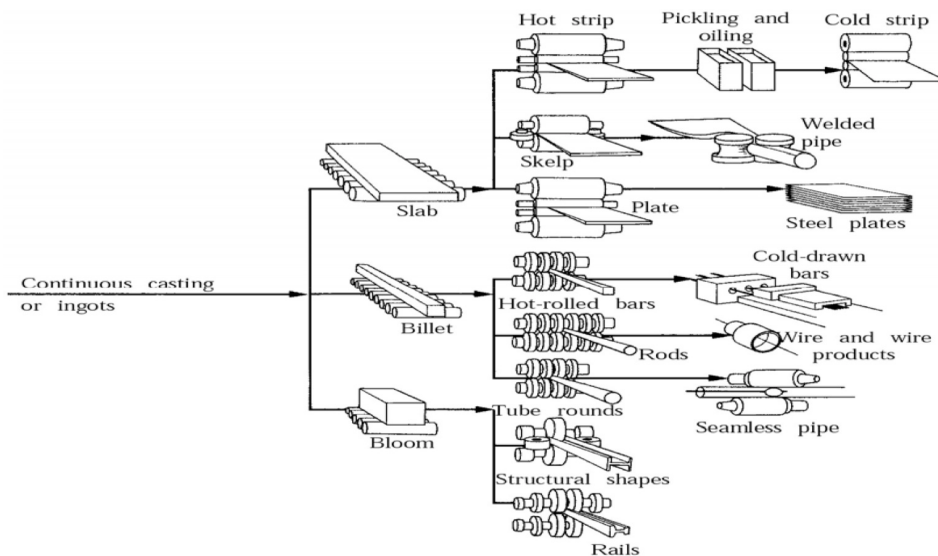 Hot strip
Pickling and
oiling
Cold strip
Skelp
Welded
pipe
Slab
Plate
Steel plates
Continuous casting
or ingots
Billet
Hot-rolled bars
Cold-drawn
bars
Rods
Wire and wire
products
Tube rounds
Seamless pipe
Bloom
Structural shapes
Rails